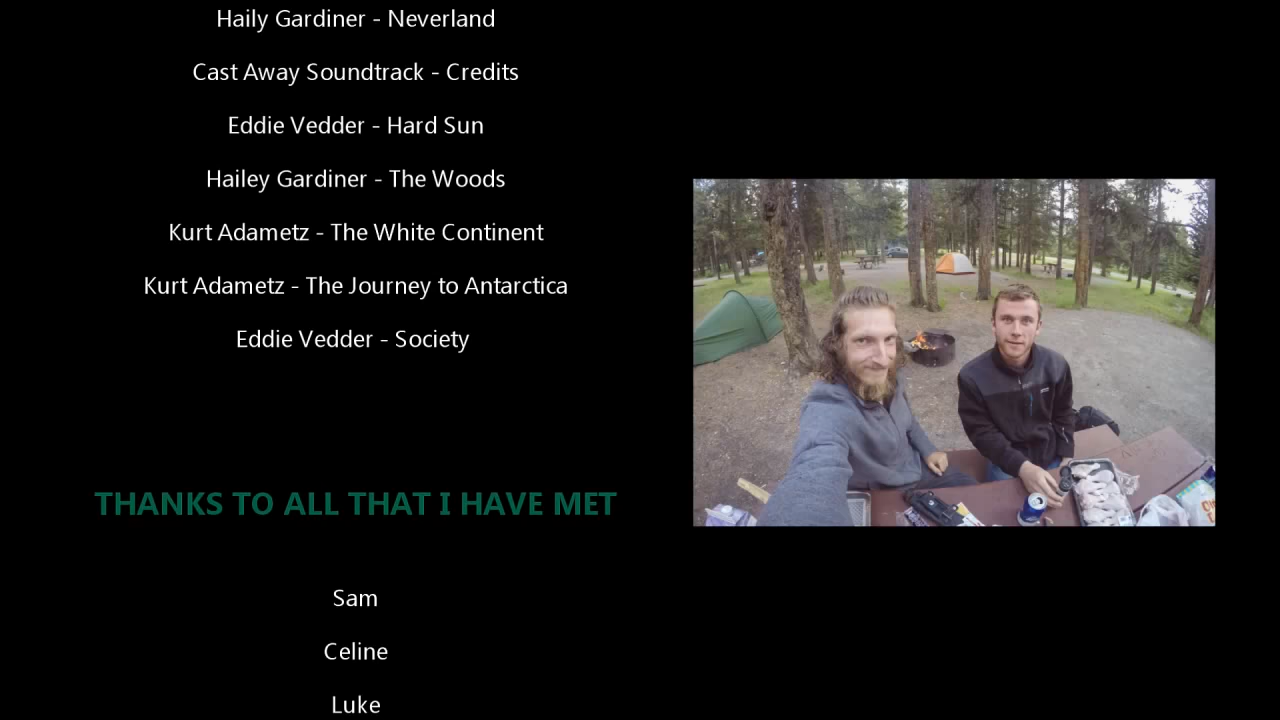 Haily Gardiner - Neverland
Cast Away Soundtrack - Credits
Eddie Vedder - Hard Sun
Hailey Gardiner - The Woods
Kurt Adametz - The White Continent
Kurt Adametz - The Journey to Antarctica
Eddie Vedder - Society
THANKS TO ALL THAT I HAVE MET
Sam
Celine
Luke